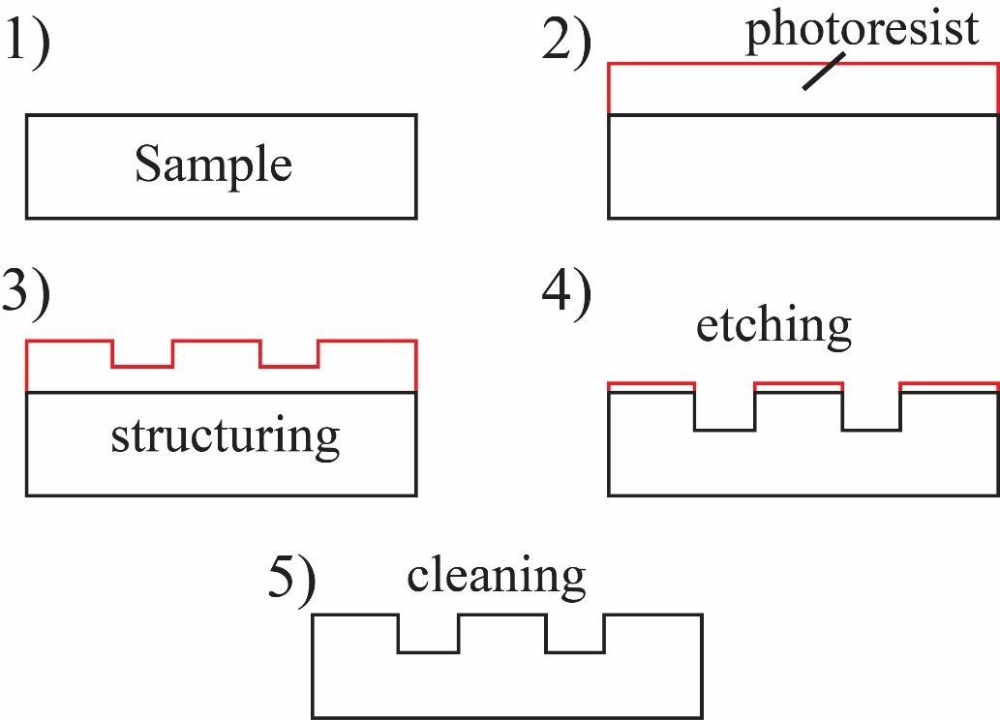 1)
Sample
2)
photoresist
3)
structuring
4)
etching
5)
cleaning